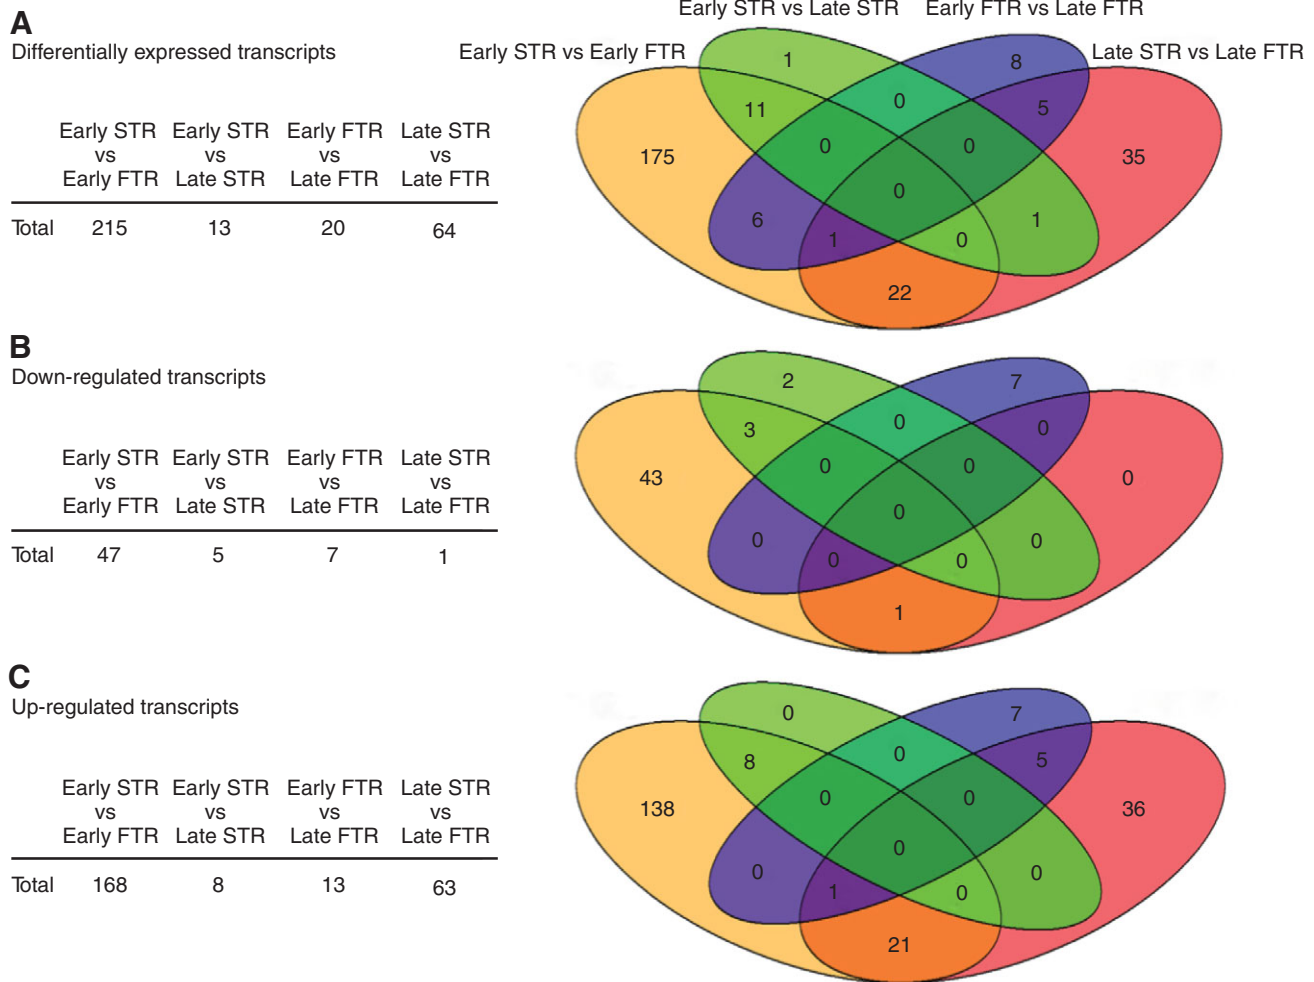 A
Differentially expressed transcripts
Early STR vs Early FTR
Early STR vs Late STR
Early FTR vs Late FTR
Late STR vs Late FTR
Early STR Early STR Early FTR Late STR
vs vs vs vs
Early FTR Late STR Late FTR Late FTR
Total 215 13 20 64
1
8
11
0
5
175
0
0
35
0
6
1
0
1
22
B
Down-regulated transcripts
Early STR Early STR Early FTR Late STR
vs vs vs vs
Early FTR Late STR Late FTR Late FTR
Total 47 5 7 1
2
7
3
0
0
43
0
0
0
0
0
0
0
0
1
C
Up-regulated transcripts
Early STR Early STR Early FTR Late STR
vs vs vs vs
Early FTR Late STR Late FTR Late FTR
Total 168 8 13 63
0
7
8
0
5
138
0
0
36
0
0
1
0
0
21